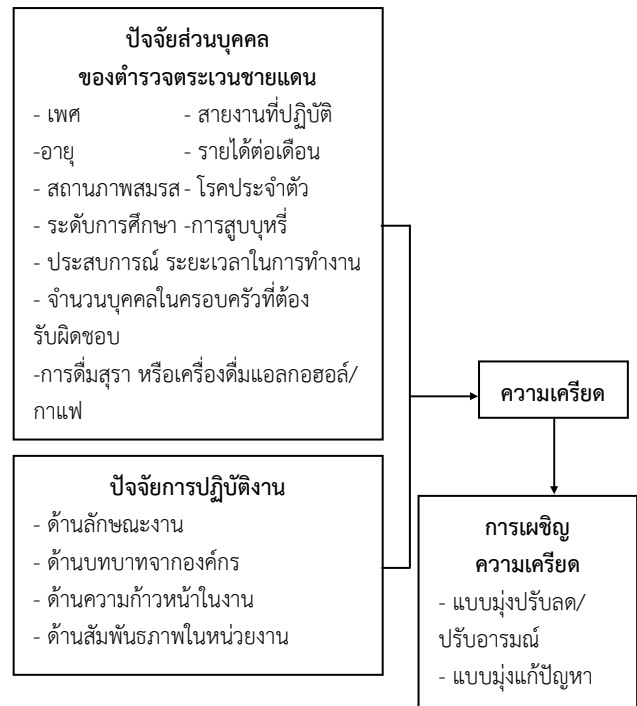 ปัจจัยส่วนบุคคล
ของตำรวจตระเวนชายแดน
- เพศ - สายงานที่ปฏิบัติ
-อายุ - รายได้ต่อเดือน
- สถานภาพสมรส - โรคประจำตัว
- ระดับการศึกษา -การสูบบุหรี่
- ประสบการณ์ ระยะเวลาในการทำงาน
- จำนวนบุคคลในครอบครัวที่ต้อง
รับผิดชอบ
-การดื่มสุรา หรือเครื่องดื่มแอลกอฮอล์/
กาแฟ
ปัจจัยการปฏิบัติงาน
- ด้านลักษณะงาน
- ด้านบทบาทจากองค์กร
- ด้านความก้าวหน้าในงาน
- ด้านสัมพันธภาพในหน่วยงาน
ความเครียด
การเผชิญ
ความเครียด
- แบบมุ่งปรับลด/
ปรับอารมณ์
- แบบมุ่งแก้ปัญหา